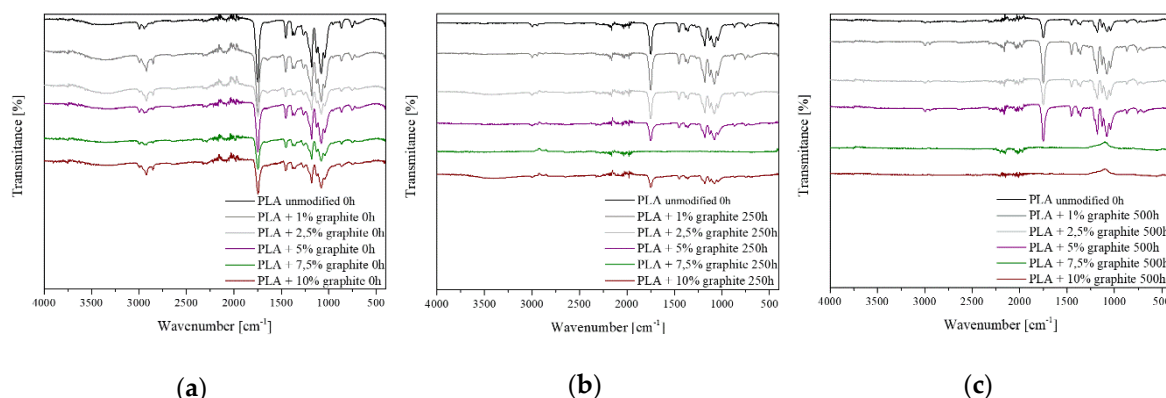 Transmitance [%]
PLA unmodified 0h
PLA + 1% graphite 0h
PLA + 2,5% graphite 0h
PLA + 5% graphite 0h
PLA + 7,5% graphite 0h
PLA + 10% graphite 0h
4000 3500 3000 2500 2000 1500 1000 500
Wavenumber [cm⁻¹]
(a)
Transmitance [%]
PLA unmodified 0h
PLA + 1% graphite 250h
PLA + 2,5% graphite 250h
PLA + 5% graphite 250h
PLA + 7,5% graphite 250h
PLA + 10% graphite 250h
4000 3500 3000 2500 2000 1500 1000 500
Wavenumber [cm⁻¹]
(b)
Transmitance [%]
PLA unmodified 0h
PLA + 1% graphite 500h
PLA + 2,5% graphite 500h
PLA + 5% graphite 500h
PLA + 7,5% graphite 500h
PLA + 10% graphite 500h
4000 3500 3000 2500 2000 1500 1000 500
Wavenumber [cm⁻¹]
(c)